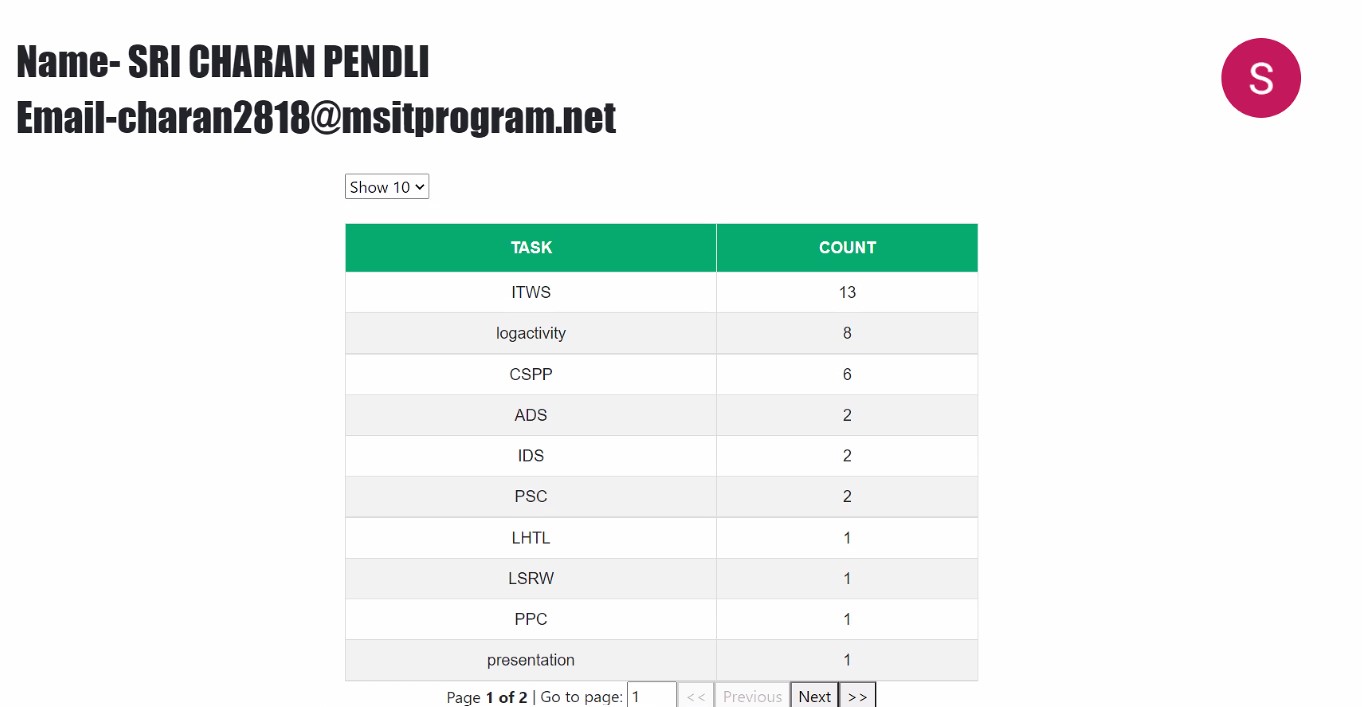 Name- SRI CHARAN PENDLI
S
Email-charan2818@msitprogram.net
Show 10
TASK COUNT
ITWS 13
logactivity 8
CSPP 6
ADS 2
IDS 2
PSC 2
LHTL 1
LSRW 1
PPC 1
presentation 1
Page 1 of 2 | Go to page: 1 << Previous Next >>